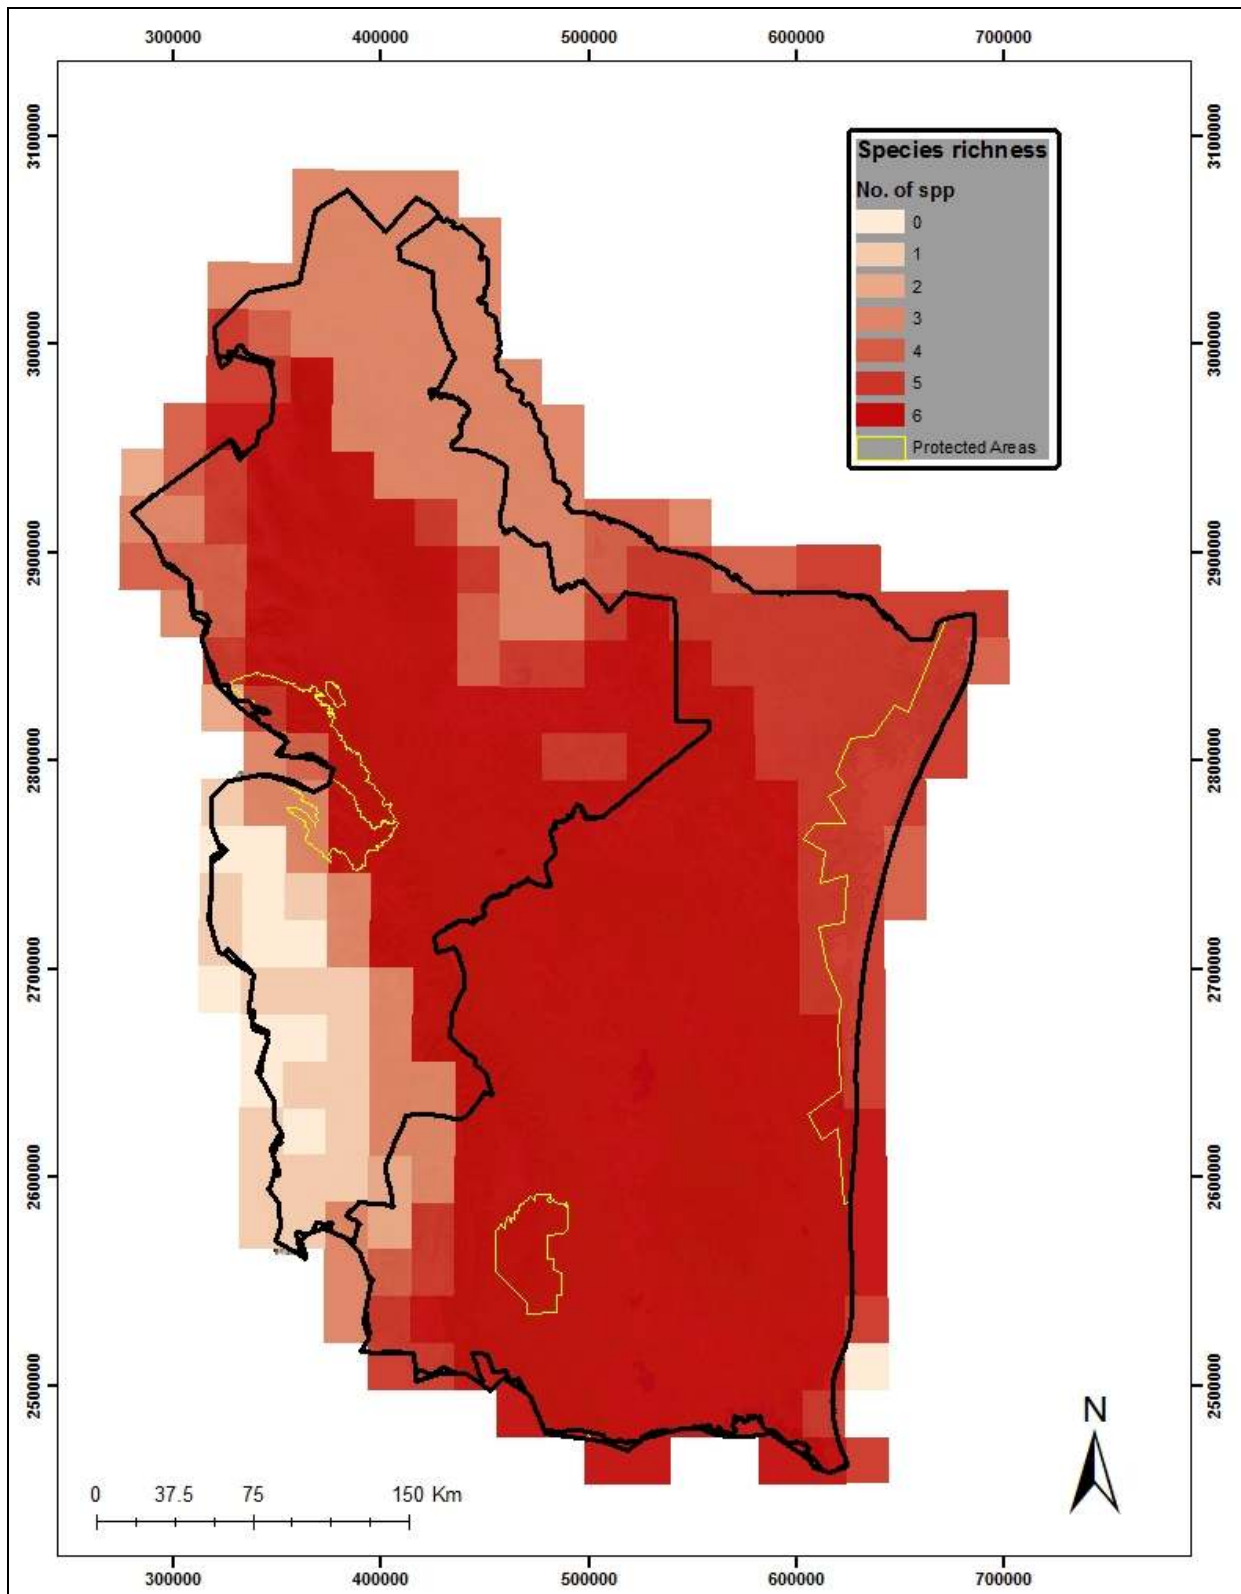 300000 400000 500000 600000 700000
3100000 3100000
Species richness
No. of spp
0
1
2
3
4
5
6
Protected Areas
3000000 3000000
2900000 2900000
2800000 2800000
2700000 2700000
2600000 2600000
2500000 2500000
N
0 37.5 75 150 Km
300000 400000 500000 600000 700000